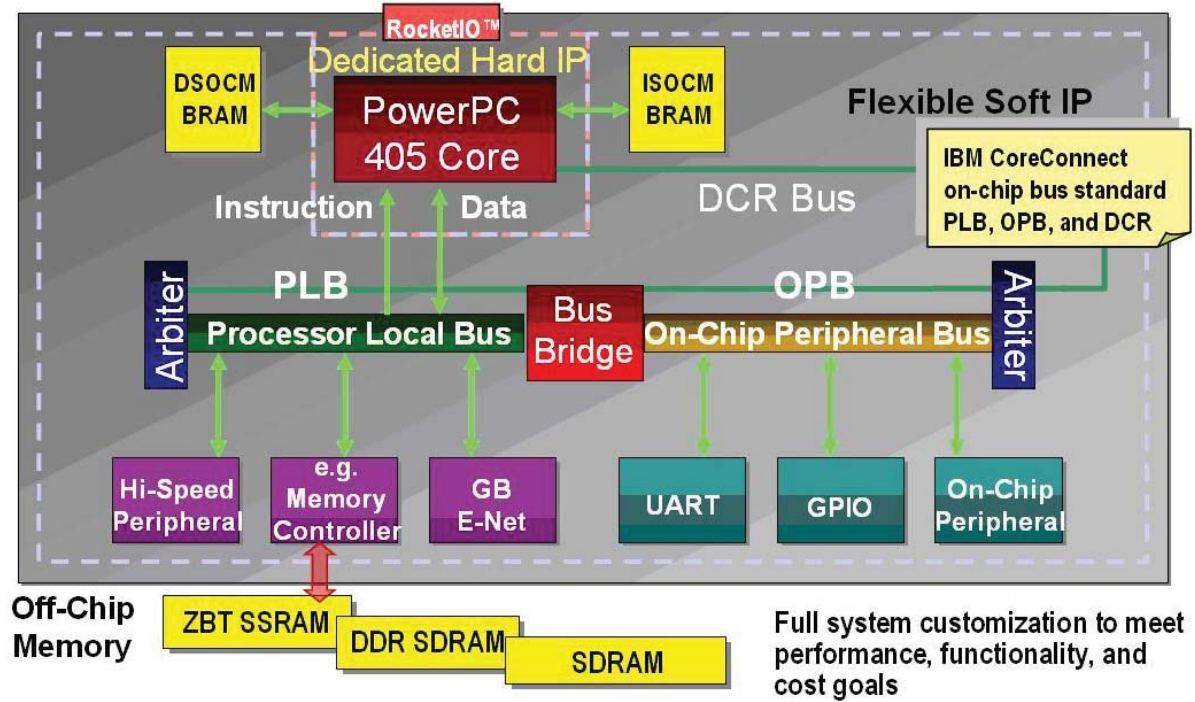 RocketIO™
Dedicated Hard IP
DSOCM
BRAM
PowerPC
405 Core
ISOCM
BRAM
Flexible Soft IP
IBM CoreConnect
on-chip bus standard
PLB, OPB, and DCR
DCR Bus
Instruction
Data
Arbiter
PLB
Processor Local Bus
Bus
Bridge
OPB
On-Chip Peripheral Bus
Arbiter
Hi-Speed
Peripheral
e.g.
Memory
Controller
GB
E-Net
UART
GPIO
On-Chip
Peripheral
Off-Chip
Memory
ZBT SSRAM
DDR SDRAM
SDRAM
Full system customization to meet
performance, functionality, and
cost goals